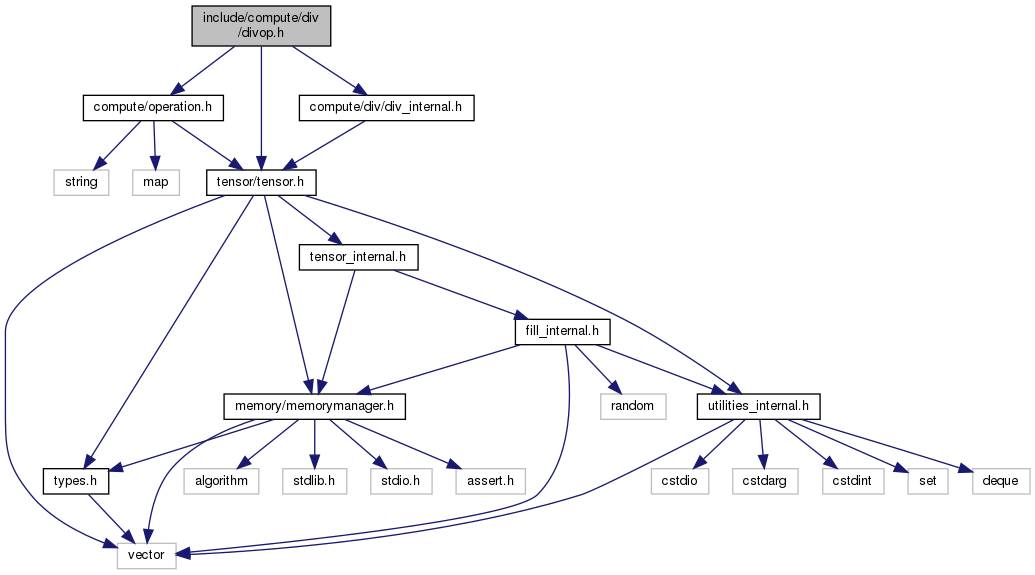 include/compute/div
/divop.h
compute/operation.h
compute/div/div_internal.h
string
map
tensor/tensor.h
tensor_internal.h
fill_internal.h
memory/memorymanager.h
random
utilities_internal.h
types.h
algorithm
stdlib.h
stdio.h
assert.h
cstdio
cstdarg
cstdint
set
deque
vector